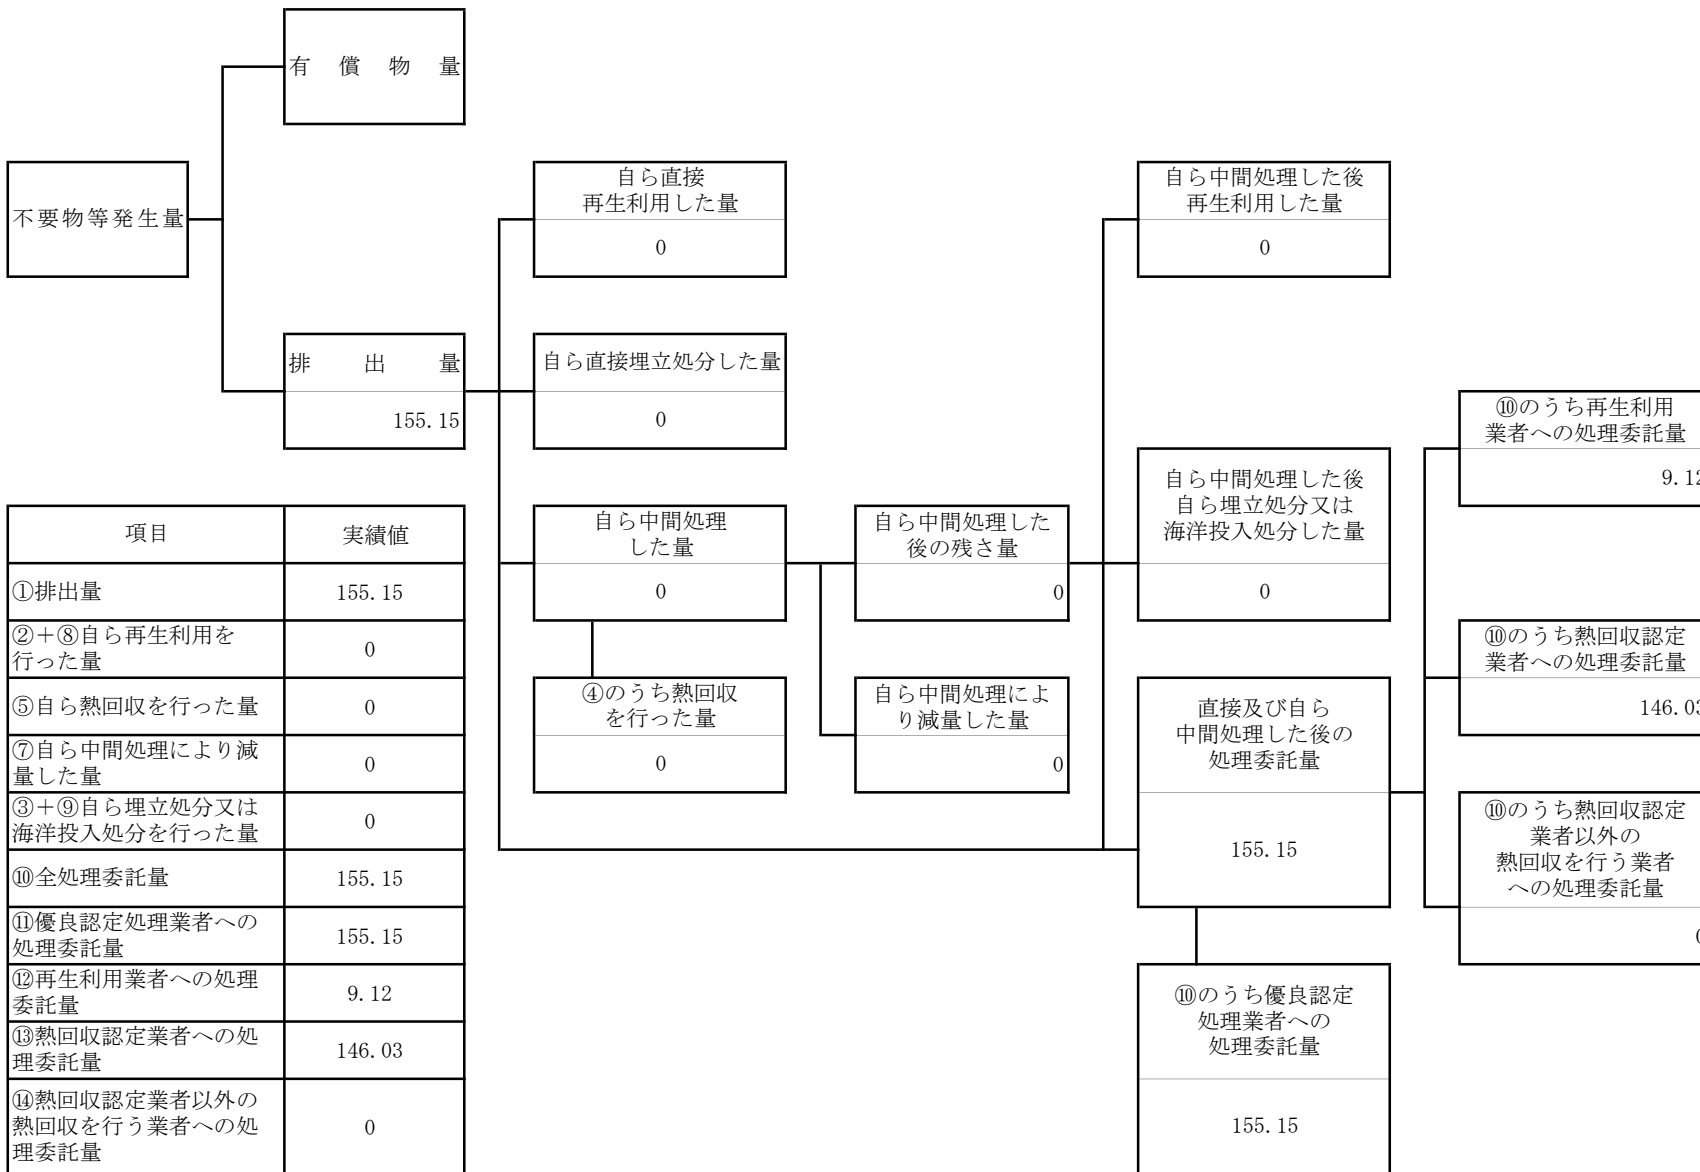 有償物量
不要物等発生量
自ら直接
再生利用した量
0
自ら中間処理した後
再生利用した量
0
排出量
155.15
自ら直接埋立処分した量
0
⑩のうち再生利用
業者への処理委託量
9.12
自ら中間処理した後
自ら埋立処分又は
海洋投入処分した量
0
自ら中間処理
した量
0
自ら中間処理した
後の残さ量
0
⑩のうち熱回収認定
業者への処理委託量
146.03
④のうち熱回収
を行った量
0
自ら中間処理によ
り減量した量
0
直接及び自ら
中間処理した後の
処理委託量
155.15
⑩のうち熱回収認定
業者以外の
熱回収を行う業者
への処理委託量
0
⑩のうち優良認定
処理業者への
処理委託量
155.15
項目 実績値
①排出量 155.15
②+⑧自ら再生利用を
行った量
0
⑤自ら熱回収を行った量 0
⑦自ら中間処理により減
量した量
0
③+⑨自ら埋立処分又は
海洋投入処分を行った量
0
⑩全処理委託量 155.15
⑪優良認定処理業者への
処理委託量
155.15
⑫再生利用業者への処理
委託量
9.12
⑬熱回収認定業者への処
理委託量
146.03
⑭熱回収認定業者以外の
熱回収を行う業者への処
理委託量
0